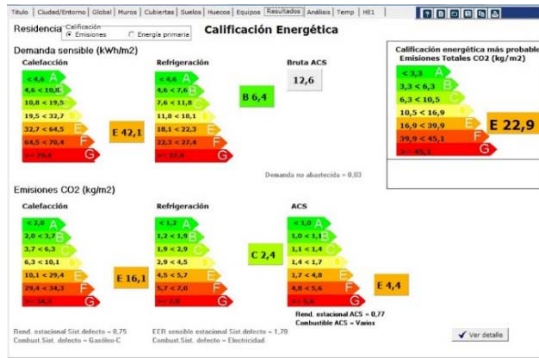 Título Ciudad/Entorno Global Muros Cubiertas Suelos Huecos Equipos Resultados Análisis Temp HE1
Residencia Calificación
Emisiones Energía primaria
Calificación Energética
Demanda sensible (kWh/m2)
Calefacción Refrigeración Bruta ACS
< 4,6 A
4,6 < 10,8 B
10,8 < 19,5 C
19,5 < 32,7 D
32,7 < 64,5 E
64,5 < 70,4 F
G
E 42,1
< 4,6 A
4,6 < 7,6 B
7,6 < 11,8 C
11,8 < 18,1 D
18,1 < 22,3 E
22,3 < 27,4 F
G
B 6,4
12,6
Demanda no abastecida = 0,03
Calificación energética más probable
Emisiones Totales CO2 (kg/m2)
< 3,3 A
3,3 < 6,3 B
6,3 < 10,5 C
10,5 < 16,9 D
16,9 < 39,9 E
39,9 < 45,1 F
>= 45,1 G
E 22,9
Emisiones CO2 (kg/m2)
Calefacción Refrigeración ACS
< 2,0 A
2,0 < 3,7 B
3,7 < 6,3 C
6,3 < 10,1 D
10,1 < 29,4 E
29,4 < 34,3 F
>= 34,3 G
E 16,1
< 1,2 A
1,2 < 1,9 B
1,9 < 2,9 C
2,9 < 4,5 D
4,5 < 5,7 E
5,7 < 7,0 F
>= 7,0 G
C 2,4
< 1,0 A
1,0 < 1,1 B
1,1 < 1,4 C
1,4 < 1,7 D
1,7 < 4,8 E
4,8 < 5,6 F
>= 5,6 G
E 4,4
Rend. estacional ACS = 0,77
Combustible ACS = Varios
Rend. estacional Sist. defecto = 0,75
Combust Sist. defecto = Gasóleo-C
EER sensible estacional Sist defecto = 1,70
Combust Sist. defecto = Electricidad
Ver detalle